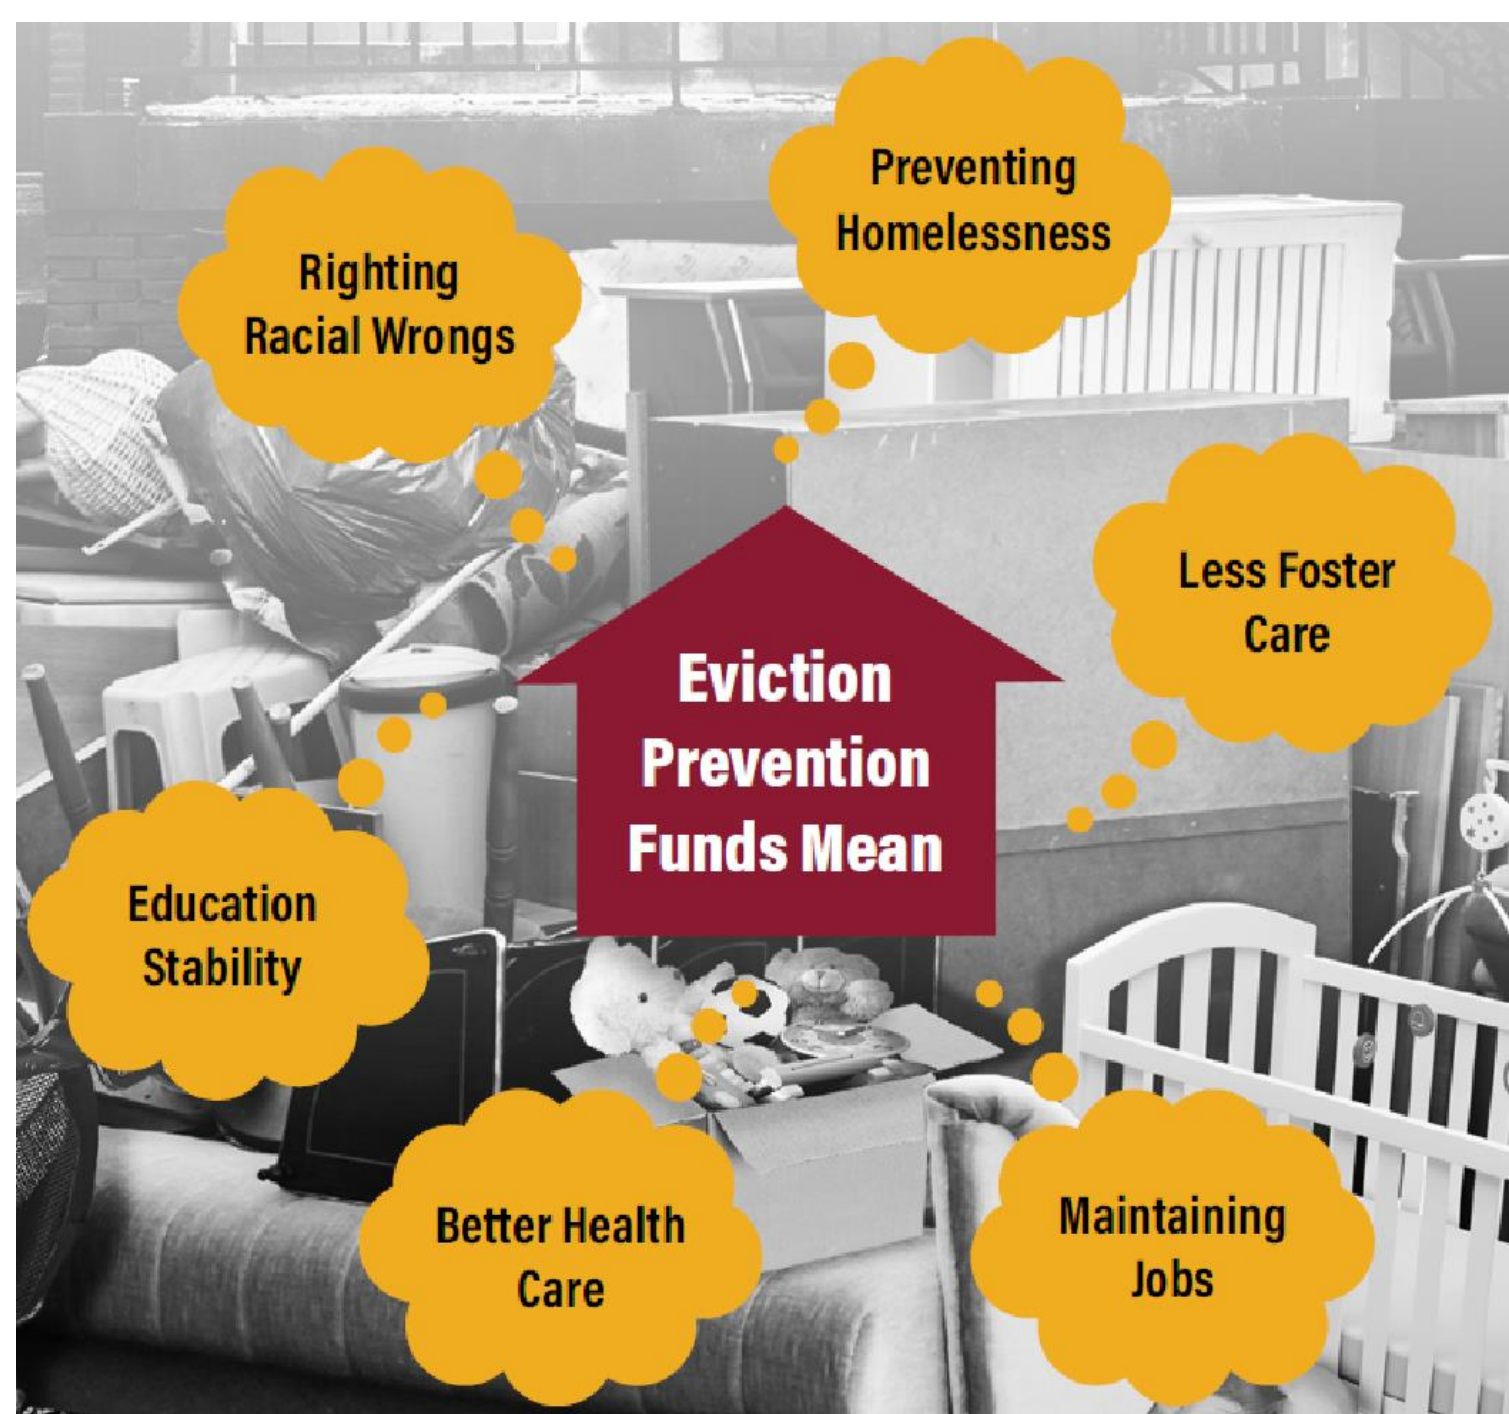 Preventing
Homelessness
Righting
Racial Wrongs
Less Foster
Care
Eviction
Prevention
Funds Mean
Education
Stability
Better Health
Care
Maintaining
Jobs